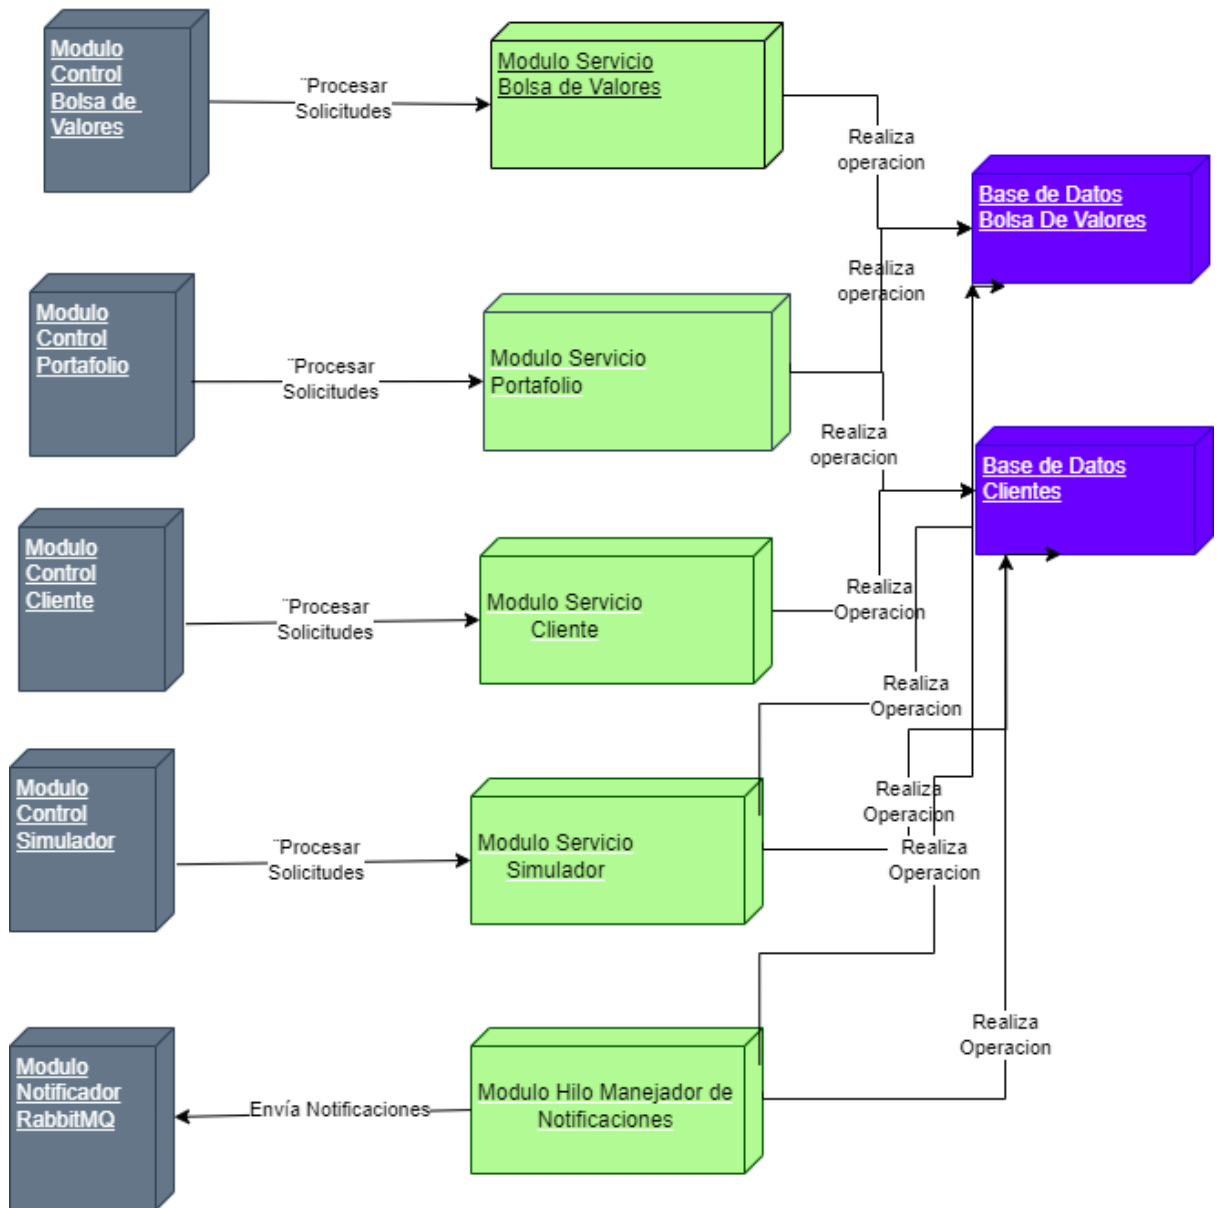 Modulo
Control
Bolsa de
Valores
¨Procesar
Solicitudes
Modulo Servicio
Bolsa de Valores
Realiza
operacion
Base de Datos
Bolsa De Valores
Modulo
Control
Portafolio
¨Procesar
Solicitudes
Modulo Servicio
Portafolio
Realiza
operacion
Realiza
operacion
Base de Datos
Clientes
Modulo
Control
Cliente
¨Procesar
Solicitudes
Modulo Servicio
Cliente
Realiza
Operacion
Realiza
Operacion
Modulo
Control
Simulador
¨Procesar
Solicitudes
Modulo Servicio
Simulador
Realiza
Operacion
Realiza
Operacion
Modulo
Notificador
RabbitMQ
Envía Notificaciones
Modulo Hilo Manejador de
Notificaciones
Realiza
Operacion